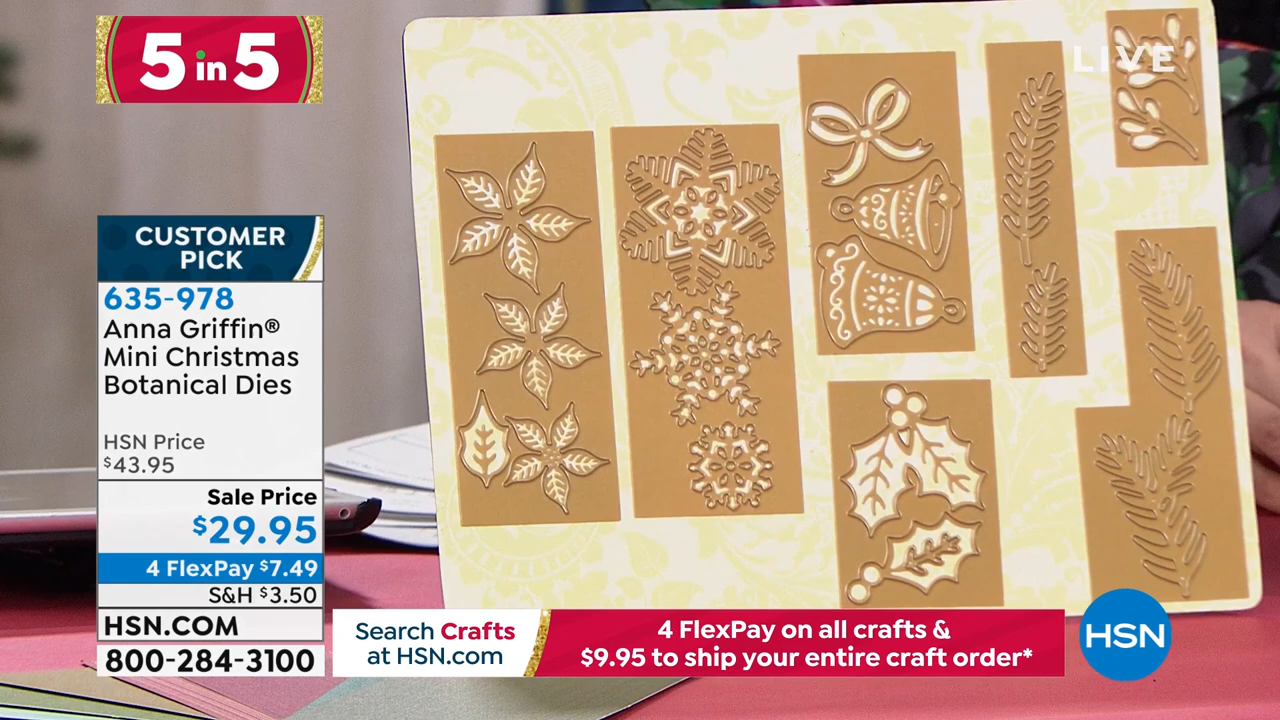 5 in 5
LIVE
CUSTOMER
PICK
635-978
Anna Griffin®
Mini Christmas
Botanical Dies
HSN Price
$43.95
Sale Price
$29.95
4 FlexPay $7.49
S&H $3.50
HSN.COM
800-284-3100
Search Crafts
at HSN.com
4 FlexPay on all crafts &
$9.95 to ship your entire craft order*
HSN